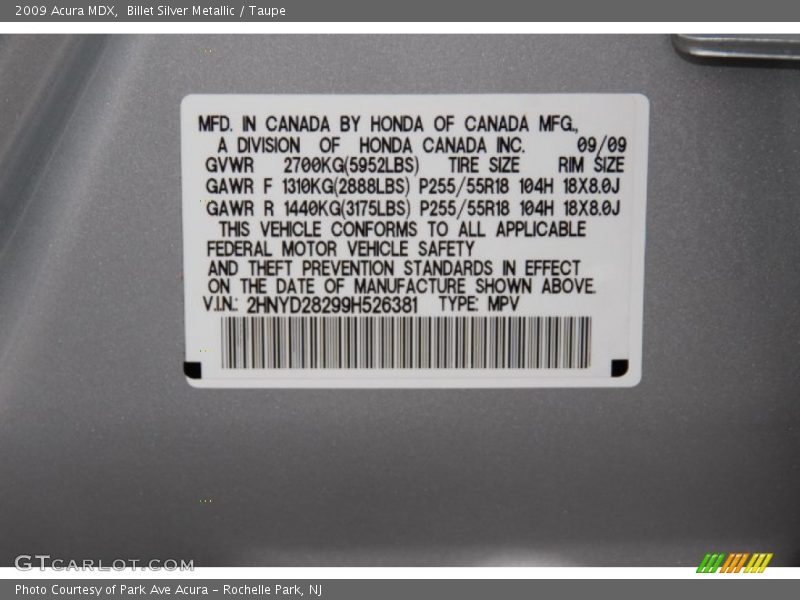 2009 Acura MDX, Billet Silver Metallic / Taupe
MFD. IN CANADA BY HONDA OF CANADA MFG.,
A DIVISION OF HONDA CANADA INC. 09/09
GVWR 2700KG(5952LBS) TIRE SIZE RIM SIZE
GAWR F 1310KG(2888LBS) P255/55R18 104H 18X8.0J
GAWR R 1440KG(3175LBS) P255/55R18 104H 18X8.0J
THIS VEHICLE CONFORMS TO ALL APPLICABLE
FEDERAL MOTOR VEHICLE SAFETY
AND THEFT PREVENTION STANDARDS IN EFFECT
ON THE DATE OF MANUFACTURE SHOWN ABOVE.
V.I.N.: 2HNYD28299H526381 TYPE: MPV
GTCARLOT.COM
Photo Courtesy of Park Ave Acura - Rochelle Park, NJ